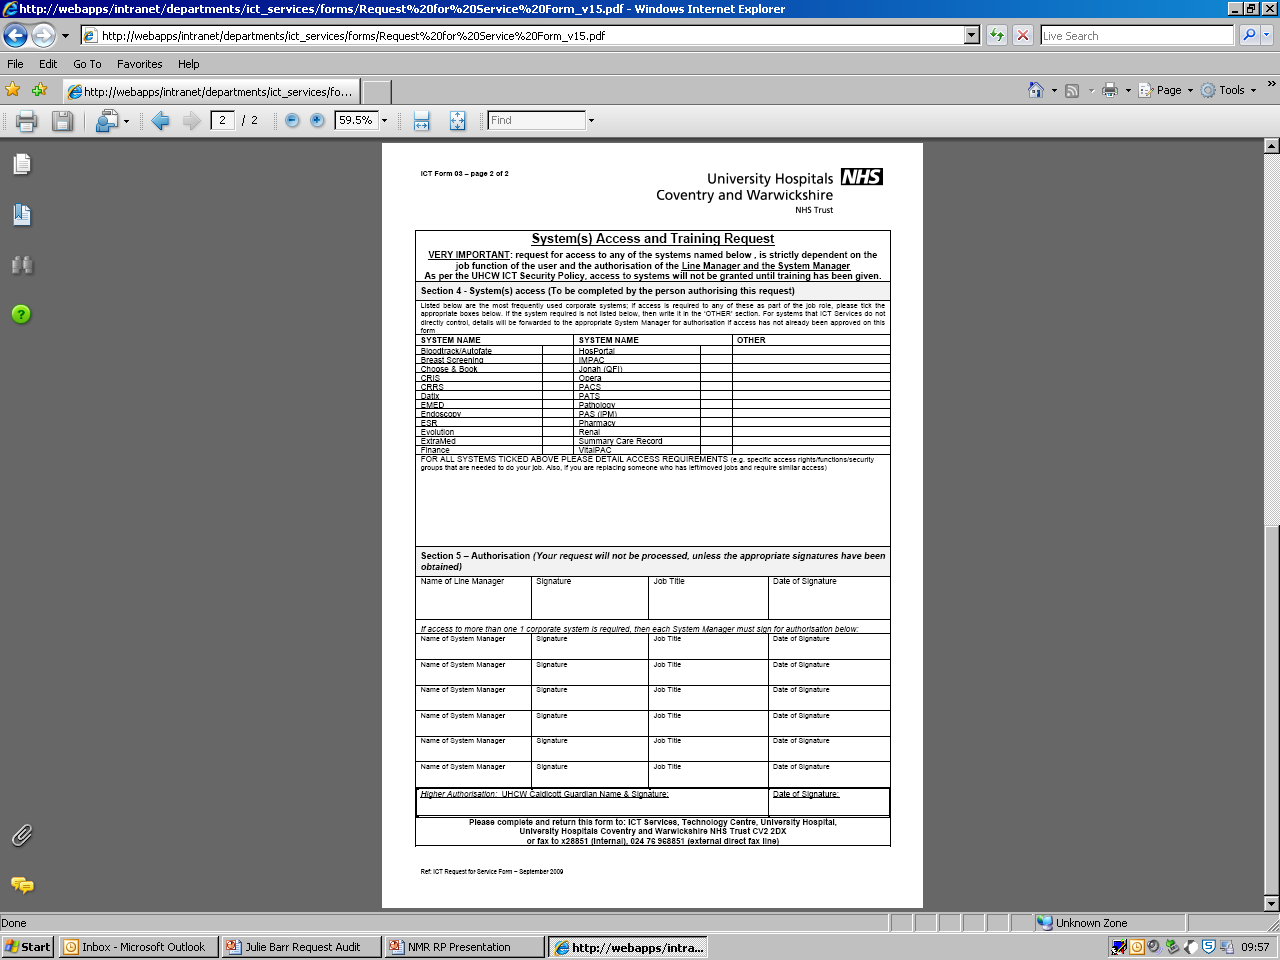 http://webapps/intranet/departments/ict_services/forms/Request%20for%20Service%20Form_v15.pdf - Windows Internet Explorer
http://webapps/intranet/departments/ict_services/forms/Request%20for%20Service%20Form_v15.pdf
Live Search
File Edit Go To Favorites Help
http://webapps/intranet/departments/ict_services/fo...
Page Tools
2 / 2 59.5% Find
ICT Form 03 – page 2 of 2
University Hospitals NHS
Coventry and Warwickshire
NHS Trust
System(s) Access and Training Request
VERY IMPORTANT: request for access to any of the systems named below , is strictly dependent on the
job function of the user and the authorisation of the Line Manager and the System Manager
As per the UHCW ICT Security Policy, access to systems will not be granted until training has been given.
Section 4 - System(s) access (To be completed by the person authorising this request)
Listed below are the most frequently used corporate systems; if access is required to any of these as part of the job role, please tick the
appropriate boxes below. If the system required is not listed below, then write it in the 'OTHER' section. For systems that ICT Services do not
directly control, details will be forwarded to the appropriate System Manager for authorisation if access has not already been approved on this
form
SYSTEM NAME SYSTEM NAME OTHER
Bloodtrack/Autofate HosPortal
Breast Screening IMPAC
Choose & Book Jonah (QFI)
CRIS Opera
CRRS PACS
Datix PATS
EMED Pathology
Endoscopy PAS (IPM)
ESR Pharmacy
Evolution Renal
ExtraMed Summary Care Record
Finance VitalPAC
FOR ALL SYSTEMS TICKED ABOVE PLEASE DETAIL ACCESS REQUIREMENTS (e.g. specific access rights/functions/security
groups that are needed to do your job. Also, if you are replacing someone who has left/moved jobs and require similar access)
Section 5 – Authorisation (Your request will not be processed, unless the appropriate signatures have been
obtained)
Name of Line Manager Signature Job Title Date of Signature
If access to more than one 1 corporate system is required, then each System Manager must sign for authorisation below:
Name of System Manager Signature Job Title Date of Signature
Name of System Manager Signature Job Title Date of Signature
Name of System Manager Signature Job Title Date of Signature
Name of System Manager Signature Job Title Date of Signature
Name of System Manager Signature Job Title Date of Signature
Name of System Manager Signature Job Title Date of Signature
Higher Authorisation: UHCW Caldicott Guardian Name & Signature: Date of Signature:
Please complete and return this form to: ICT Services, Technology Centre, University Hospital,
University Hospitals Coventry and Warwickshire NHS Trust CV2 2DX
or fax to x28851 (internal), 024 76 968851 (external direct fax line)
Ref: ICT Request for Service Form – September 2009
Done Unknown Zone
Start Inbox - Microsoft Outlook Julie Barr Request Audit NMR RP Presentation http://webapps/intra... 09:57